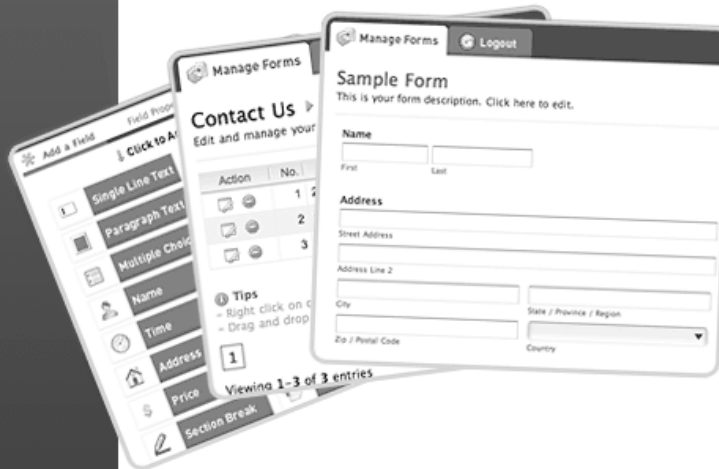 Add a Field
Field Prope
Click to A
Single Line Text
Paragraph Text
Multiple Choic
Name
Time
Address
Price
Section Break
Manage Forms
Contact Us
Edit and manage your
Action No.
1 2
2
3
Tips
– Right click on c
– Drag and drop
1
Viewing 1–3 of 3 entries
Manage Forms
Logout
Sample Form
This is your form description. Click here to edit.
Name
First Last
Address
Street Address
Address Line 2
City State / Province / Region
Zip / Postal Code Country